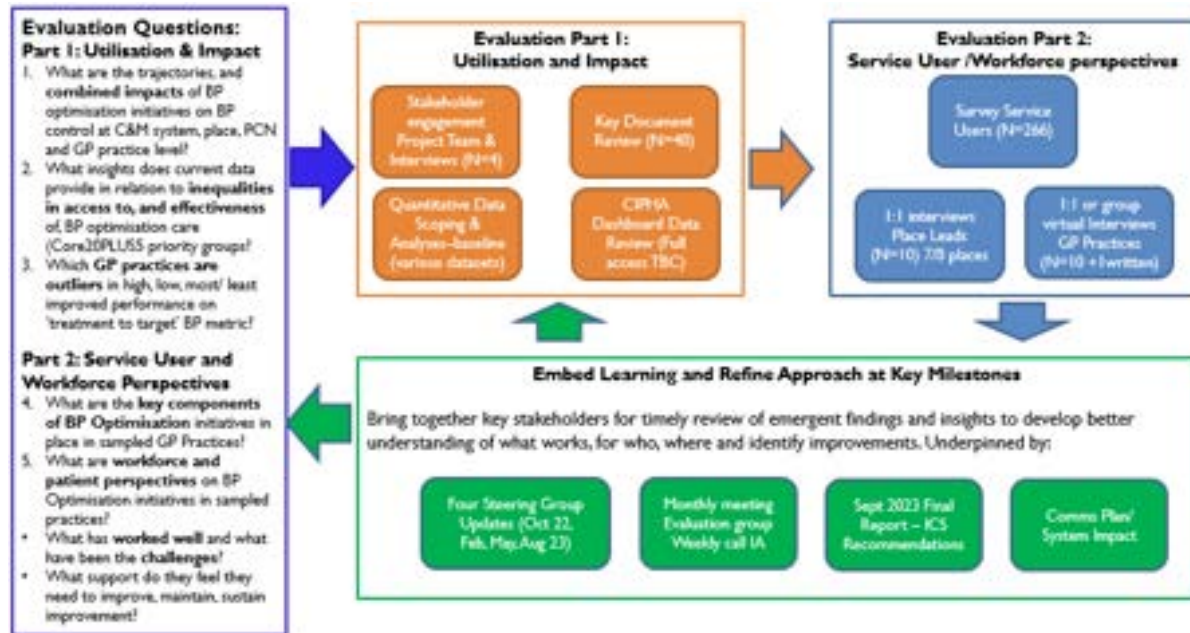 Evaluation Questions:
Part 1: Utilisation & Impact
1. What are the trajectories, and
combined impacts of BP
optimisation initiatives on BP
control at C&M system, place, PCN
and GP practice level?
2. What insights does current data
provide in relation to inequalities
in access to, and effectiveness
of, BP optimisation care
(Core20PLUS5 priority groups?
3. Which GP practices are
outliers in high, low, most/ least
improved performance on
'treatment to target' BP metric?
Part 2: Service User and
Workforce Perspectives
4. What are the key components
of BP Optimisation initiatives in
place in sampled GP Practices?
5. What are workforce and
patient perspectives on BP
Optimisation initiatives in sampled
practices?
• What has worked well and what
have been the challenges?
• What support do they feel they
need to improve, maintain, sustain
improvement?
Evaluation Part 1:
Utilisation and Impact
Stakeholder
engagement
Project Team &
Interviews (N=4)
Key Document
Review (N=40)
Quantitative Data
Scoping &
Analyses–baseline
(various datasets)
CIPHA
Dashboard Data
Review (Full
access TBC)
Evaluation Part 2:
Service User /Workforce perspectives
Survey Service
Users (N=266)
1:1 interviews
Place Leads
(N=10) 7/8 places
1:1 or group
virtual Interviews
GP Practices
(N=10 +1written)
Embed Learning and Refine Approach at Key Milestones
Bring together key stakeholders for timely review of emergent findings and insights to develop better
understanding of what works, for who, where and identify improvements. Underpinned by:
Four Steering Group
Updates (Oct 22,
Feb, May, Aug 23)
Monthly meeting
Evaluation group
Weekly call IA
Sept 2023 Final
Report – ICS
Recommendations
Comms Plan/
System Impact